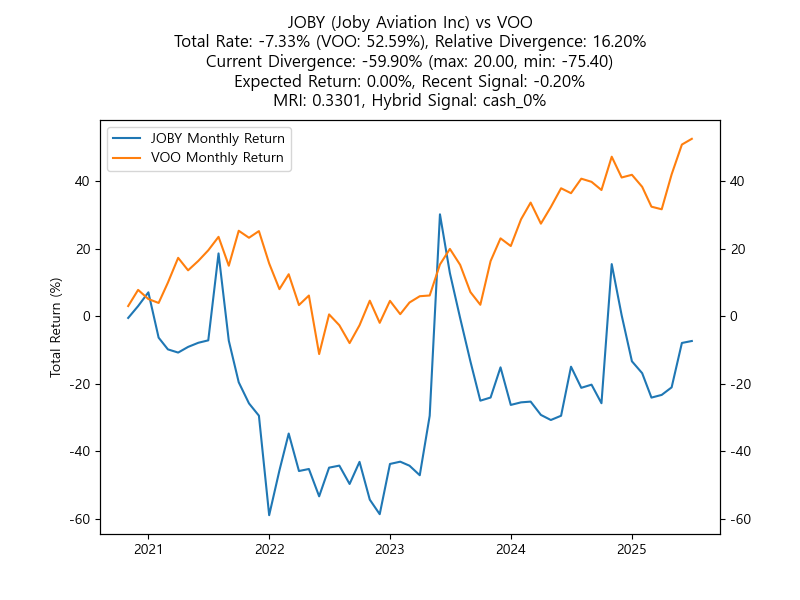 JOBY (Joby Aviation Inc) vs VOO
Total Rate: -7.33% (VOO: 52.59%), Relative Divergence: 16.20%
Current Divergence: -59.90% (max: 20.00, min: -75.40)
Expected Return: 0.00%, Recent Signal: -0.20%
MRI: 0.3301, Hybrid Signal: cash_0%
JOBY Monthly Return
VOO Monthly Return
Total Return (%)
40
20
0
-20
-40
-60
40
20
0
-20
-40
-60
2021 2022 2023 2024 2025